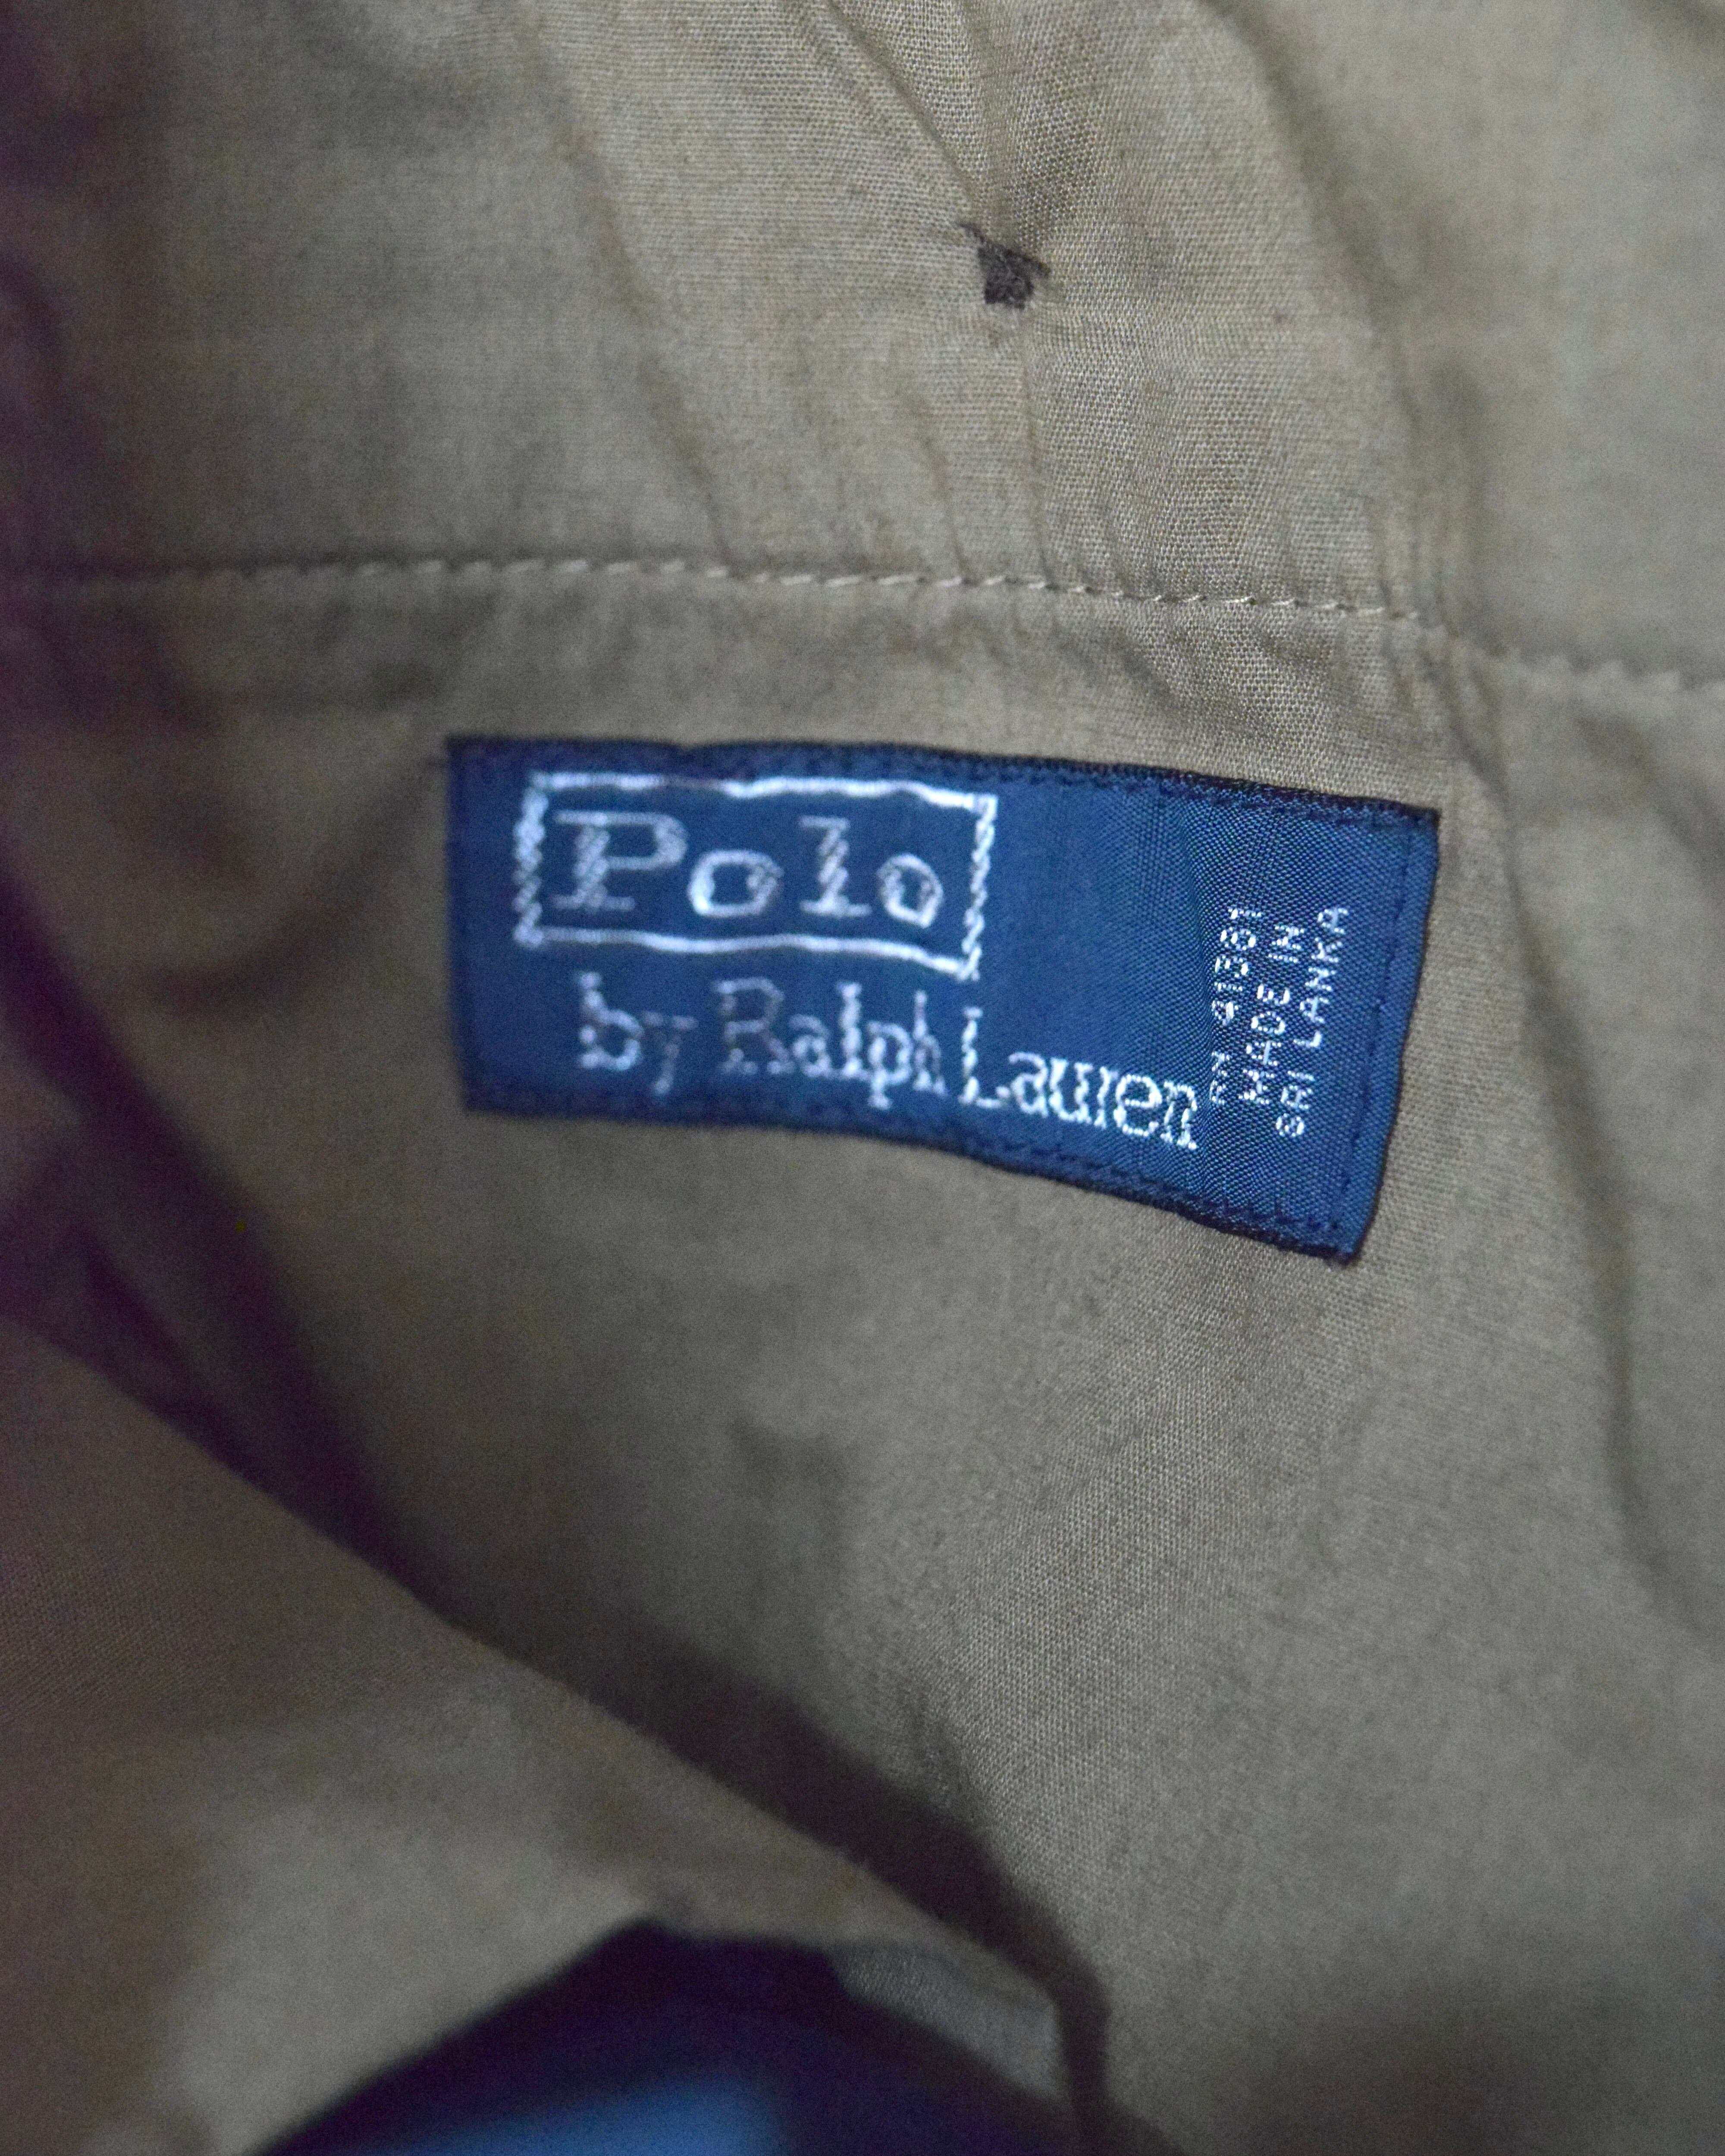 Polo
by Ralph Lauren
RN 41381
MADE IN
SRI LANKA